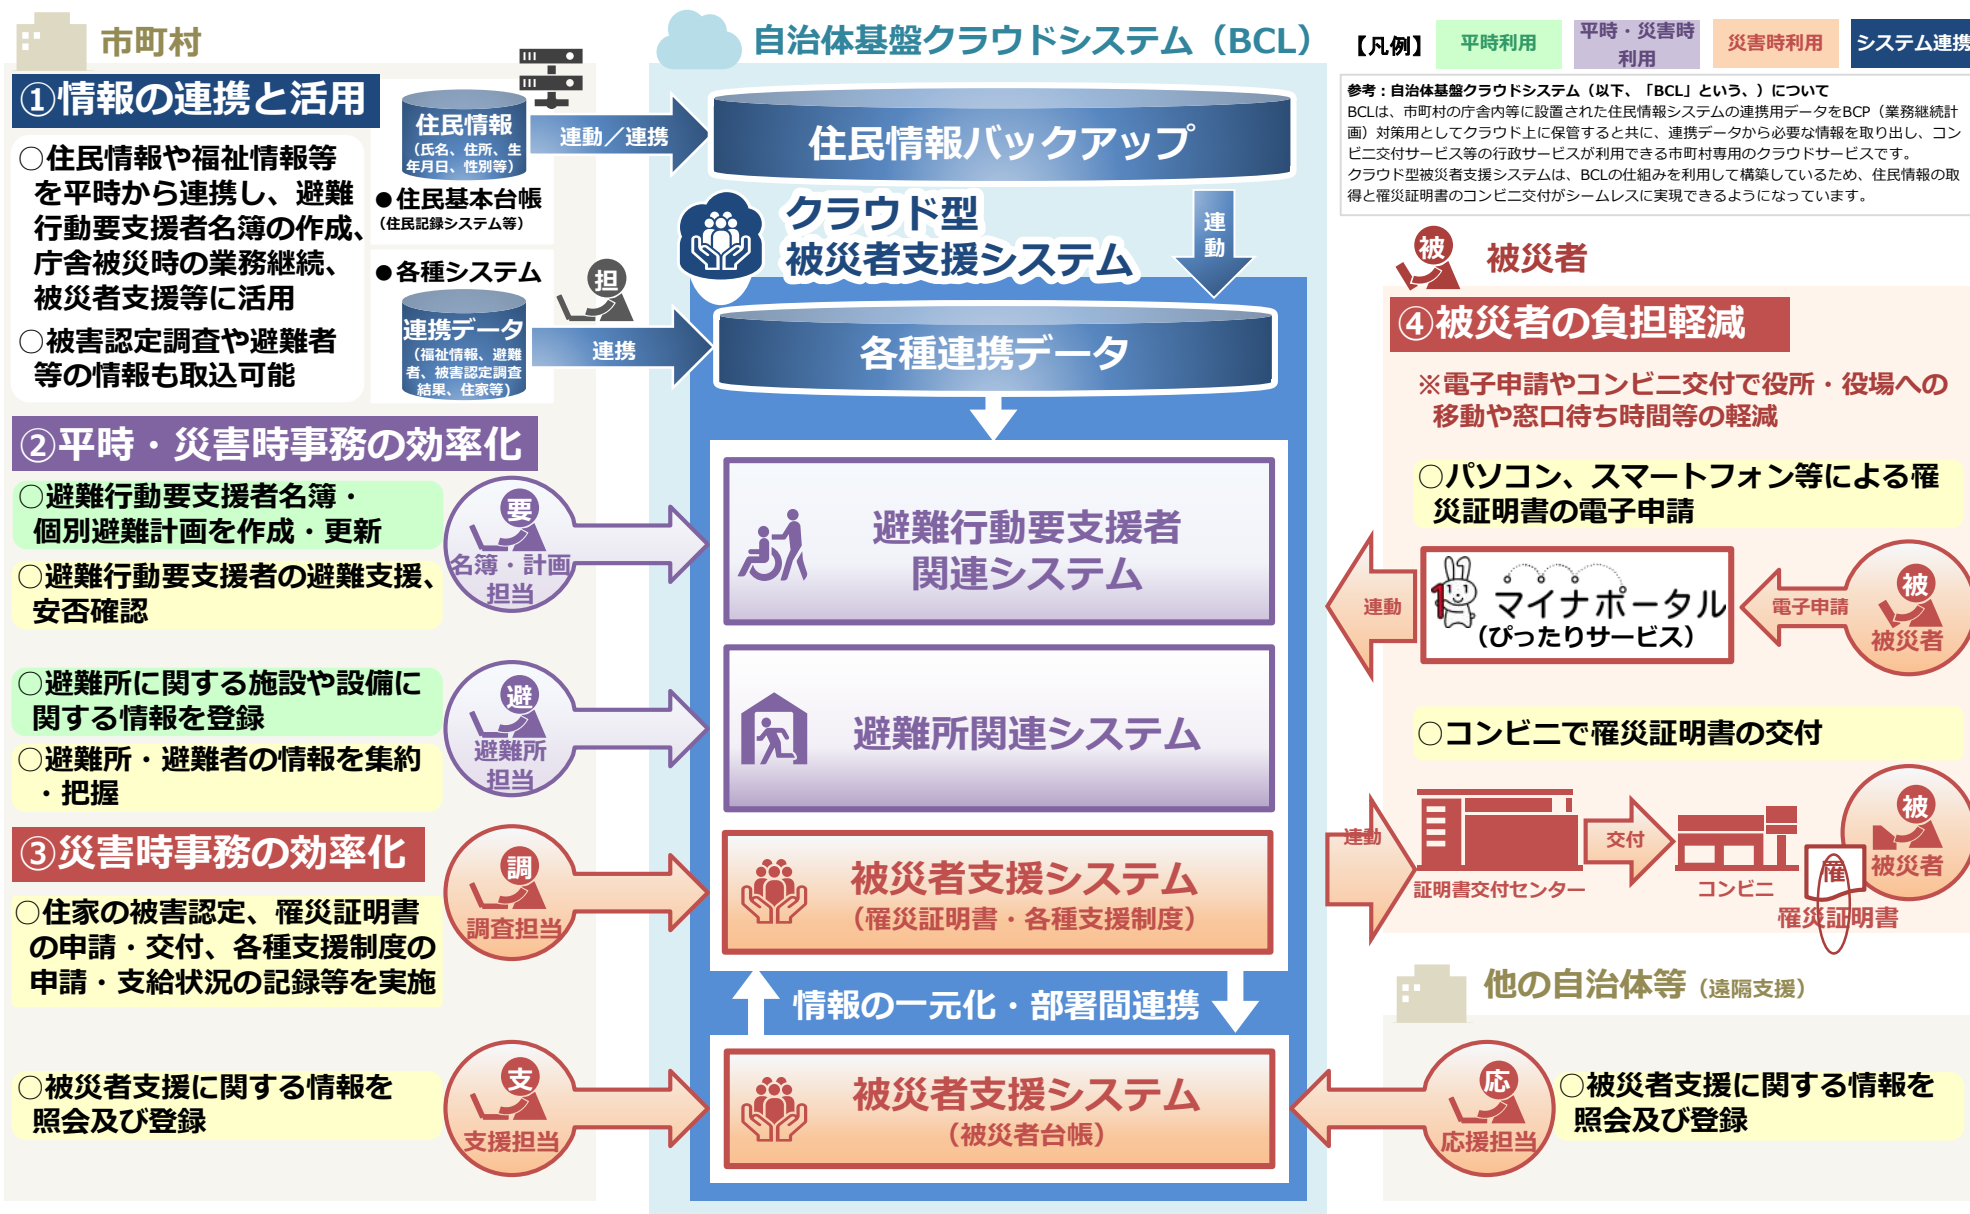 市町村
①情報の連携と活用
○住民情報や福祉情報等
を平時から連携し、避難
行動要支援者名簿の作成、
庁舎被災時の業務継続、
被災者支援等に活用
○被害認定調査や避難者
等の情報も取込可能
住民情報
（氏名、住所、生
年月日、性別等）
●住民基本台帳
（住民記録システム等）
●各種システム
連携データ
（福祉情報、避難
者、被害認定調査
結果、住家等）
連動／連携
担
連携
②平時・災害時事務の効率化
○避難行動要支援者名簿・
個別避難計画を作成・更新
○避難行動要支援者の避難支援、
安否確認
要
名簿・計画
担当
○避難所に関する施設や設備に
関する情報を登録
○避難所・避難者の情報を集約
・把握
避
避難所
担当
③災害時事務の効率化
○住家の被害認定、罹災証明書
の申請・交付、各種支援制度の
申請・支給状況の記録等を実施
調
調査担当
○被災者支援に関する情報を
照会及び登録
支
支援担当
自治体基盤クラウドシステム（BCL）
住民情報バックアップ
クラウド型
被災者支援システム
連
動
各種連携データ
避難行動要支援者
関連システム
避難所関連システム
被災者支援システム
（罹災証明書・各種支援制度）
情報の一元化・部署間連携
被災者支援システム
（被災者台帳）
【凡例】
平時利用
平時・災害時
利用
災害時利用
システム連携
参考：自治体基盤クラウドシステム（以下、「BCL」という、）について
BCLは、市町村の庁舎内等に設置された住民情報システムの連携用データをBCP（業務継続計
画）対策用としてクラウド上に保管すると共に、連携データから必要な情報を取り出し、コン
ビニ交付サービス等の行政サービスが利用できる市町村専用のクラウドサービスです。
クラウド型被災者支援システムは、BCLの仕組みを利用して構築しているため、住民情報の取
得と罹災証明書のコンビニ交付がシームレスに実現できるようになっています。
被
被災者
④被災者の負担軽減
※電子申請やコンビニ交付で役所・役場への
移動や窓口待ち時間等の軽減
○パソコン、スマートフォン等による罹
災証明書の電子申請
連動
マイナポータル
（ぴったりサービス）
電子申請
被
被災者
○コンビニで罹災証明書の交付
連動
証明書交付センター
交付
コンビニ
被
被災者
罹
罹災証明書
他の自治体等（遠隔支援）
応
応援担当
○被災者支援に関する情報を
照会及び登録